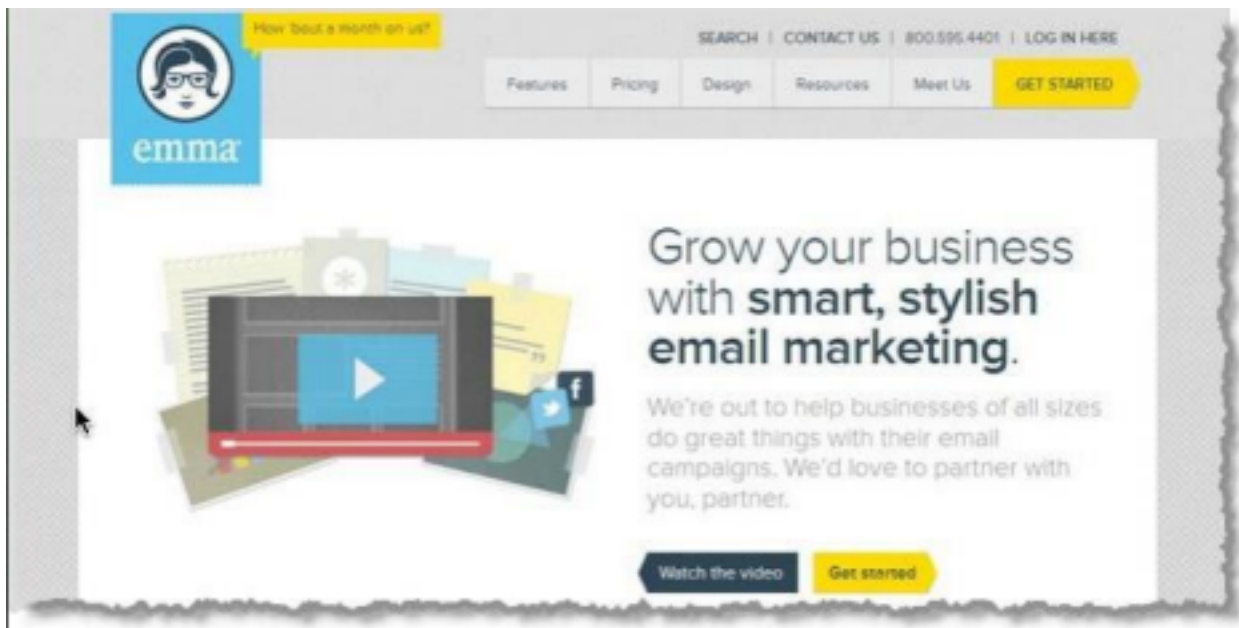 How 'bout a month on us?
SEARCH | CONTACT US | 800.595.4401 | LOG IN HERE
Features Pricing Design Resources Meet Us GET STARTED
emma
Grow your business
with smart, stylish
email marketing.
We're out to help businesses of all sizes
do great things with their email
campaigns. We'd love to partner with
you, partner.
Watch the video Get started